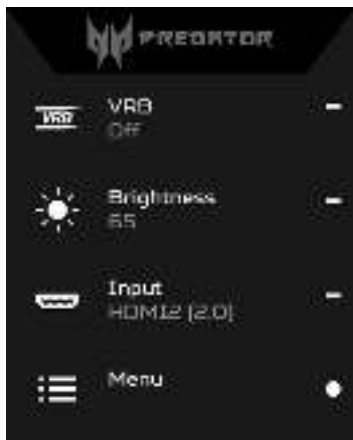 PREDATOR
VRB
VRB
Off
Brightness
65
Input
HDMI2 (2.0)
Menu